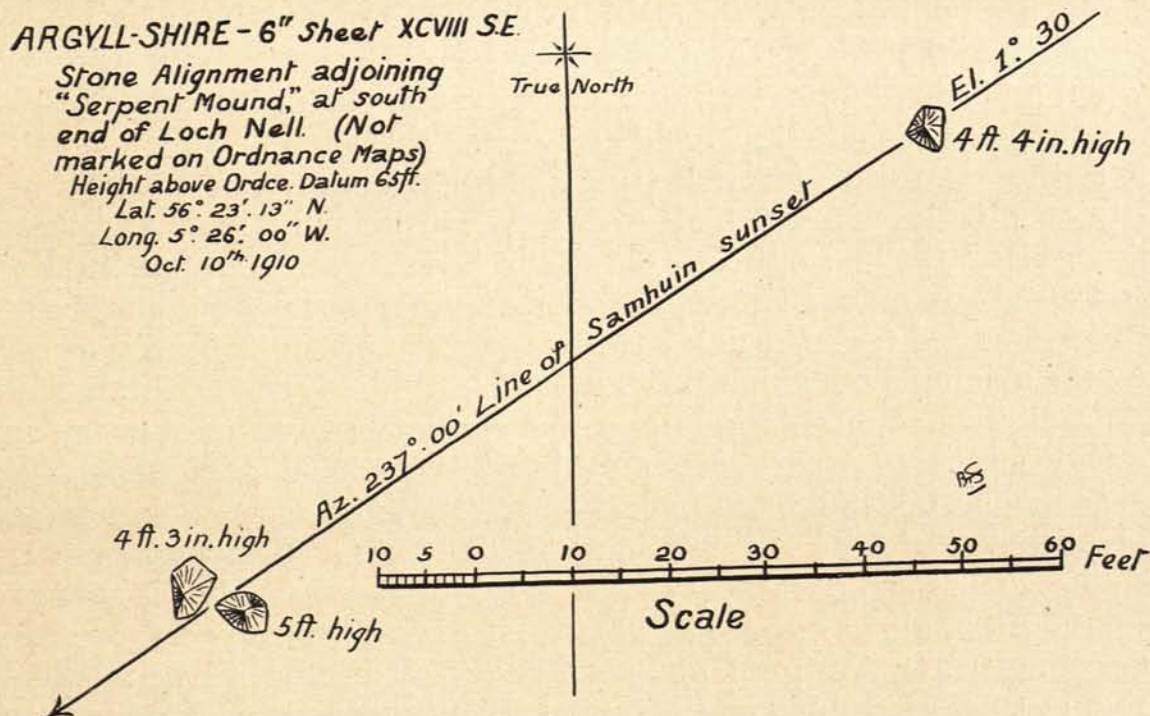 ARGYLL-SHIRE - 6" Sheet XCVIII S.E.
Stone Alignment adjoining
"Serpent Mound," at south
end of Loch Nell. (Not
marked on Ordnance Maps)
Height above Ordce. Datum 65ft.
Lat. 56°. 23'. 13" N.
Long. 5°. 26'. 00" W.
Oct. 10th. 1910
True North
El. 1°. 30
4 ft. 4 in. high
Az. 237°. 00' Line of Samhuin sunset
4 ft. 3 in. high
5 ft. high
10 5 0 10 20 30 40 50 60 Feet
Scale